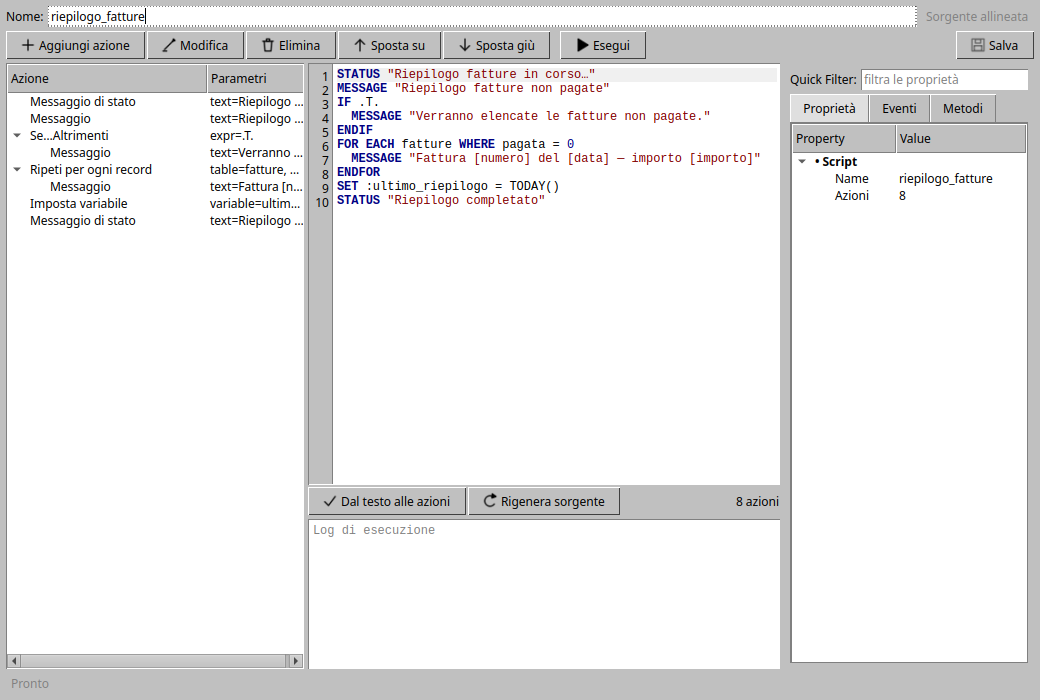 Nome: riepilogo_fatture Sorgente allineata
Aggiungi azione Modifica Elimina Sposta su Sposta giù Esegui Salva
Azione Parametri
Messaggio di stato text=Riepilogo ...
Messaggio text=Riepilogo ...
Se...Altrimenti expr=.T.
Messaggio text=Verranno ...
Ripeti per ogni record table=fatture, ...
Messaggio text=Fattura [n...
Imposta variabile variable=ultim...
Messaggio di stato text=Riepilogo ...
1 STATUS "Riepilogo fatture in corso…"
2 MESSAGE "Riepilogo fatture non pagate"
3 IF .T.
4 MESSAGE "Verranno elencate le fatture non pagate."
5 ENDIF
6 FOR EACH fatture WHERE pagata = 0
7 MESSAGE "Fattura [numero] del [data] — importo [importo]"
8 ENDFOR
9 SET :ultimo_riepilogo = TODAY()
10 STATUS "Riepilogo completato"
Dal testo alle azioni Rigenera sorgente 8 azioni
Log di esecuzione
Quick Filter: filtra le proprietà
Proprietà Eventi Metodi
Property Value
• Script
Name riepilogo_fatture
Azioni 8
Pronto